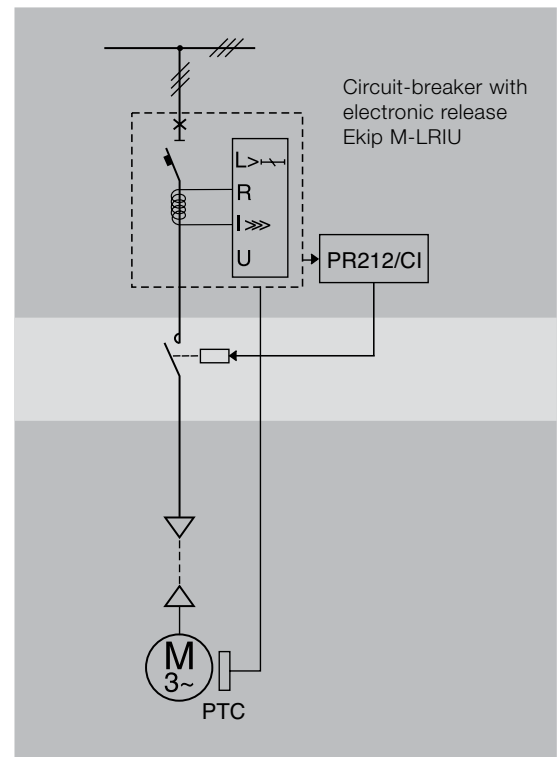 Circuit-breaker with
electronic release
Ekip M-LRIU
L>
R
I >>>
U
PR212/CI
M
3~
PTC